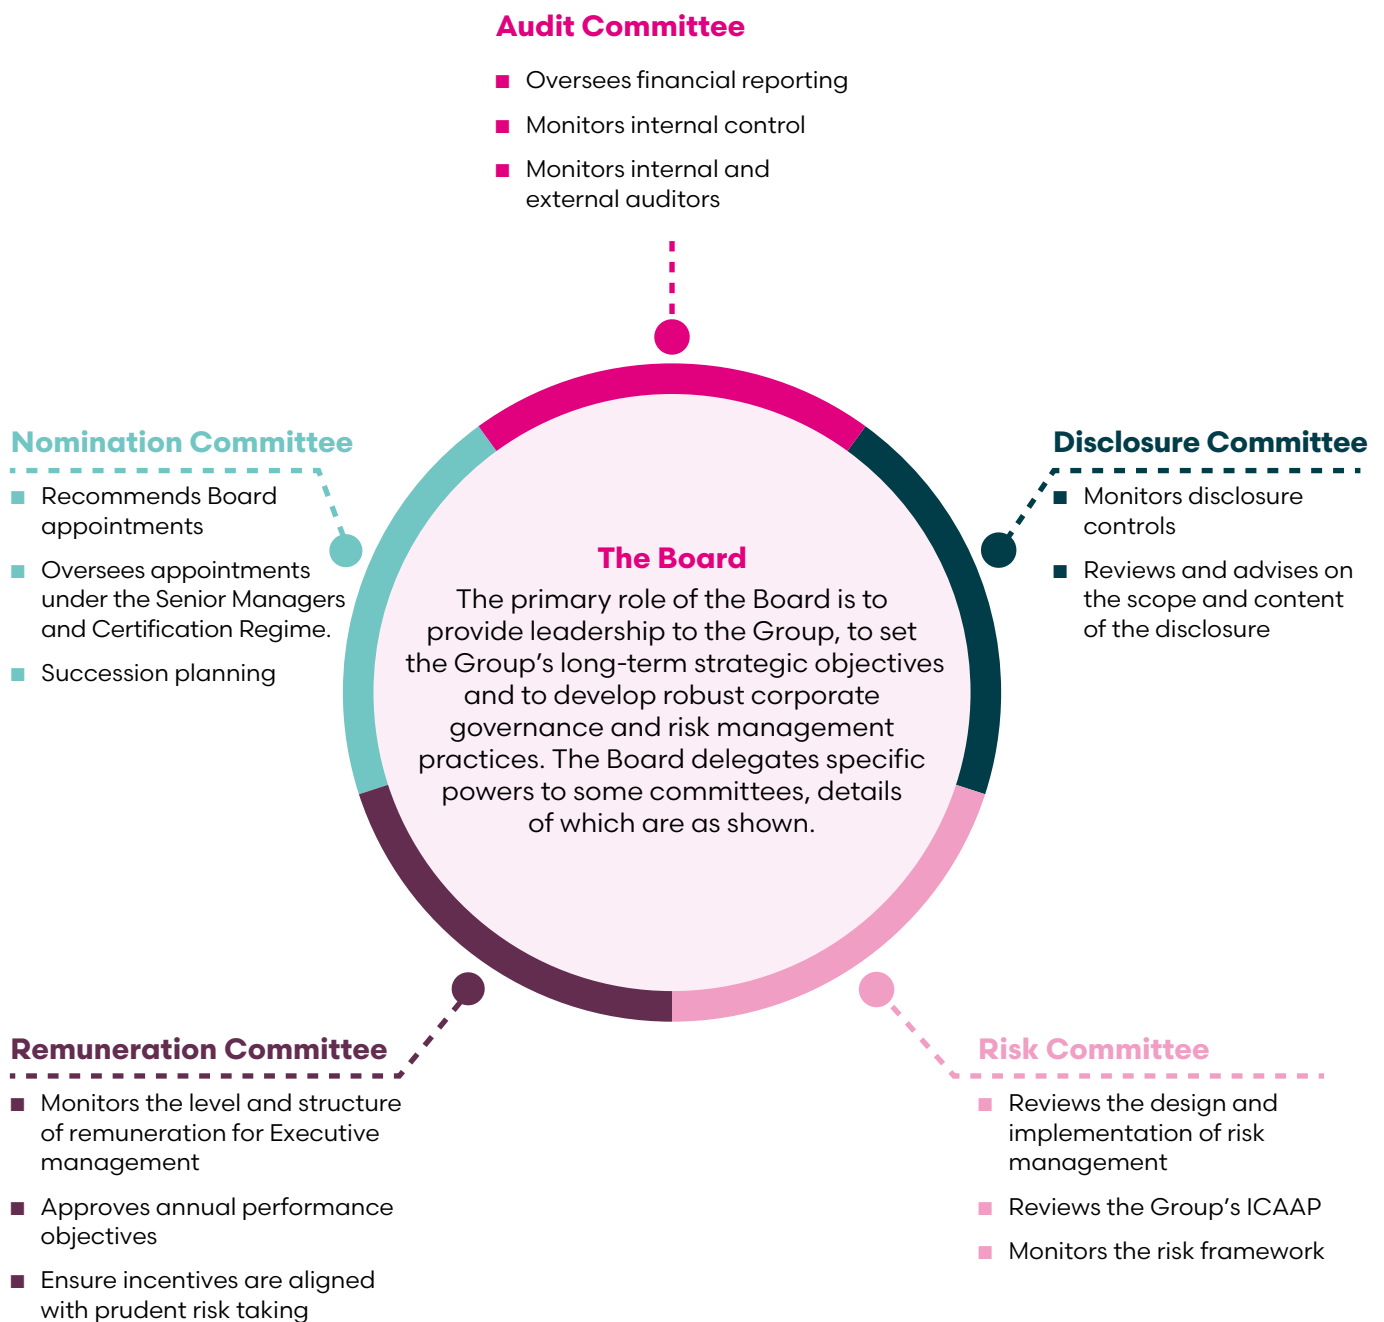 Audit Committee
Oversees financial reporting
Monitors internal control
Monitors internal and
external auditors
Nomination Committee
Recommends Board
appointments
Oversees appointments
under the Senior Managers
and Certification Regime.
Succession planning
Disclosure Committee
Monitors disclosure
controls
Reviews and advises on
the scope and content
of the disclosure
The Board
The primary role of the Board is to
provide leadership to the Group, to set
the Group’s long-term strategic objectives
and to develop robust corporate
governance and risk management
practices. The Board delegates specific
powers to some committees, details
of which are as shown.
Remuneration Committee
Monitors the level and structure
of remuneration for Executive
management
Approves annual performance
objectives
Ensure incentives are aligned
with prudent risk taking
Risk Committee
Reviews the design and
implementation of risk
management
Reviews the Group’s ICAAP
Monitors the risk framework